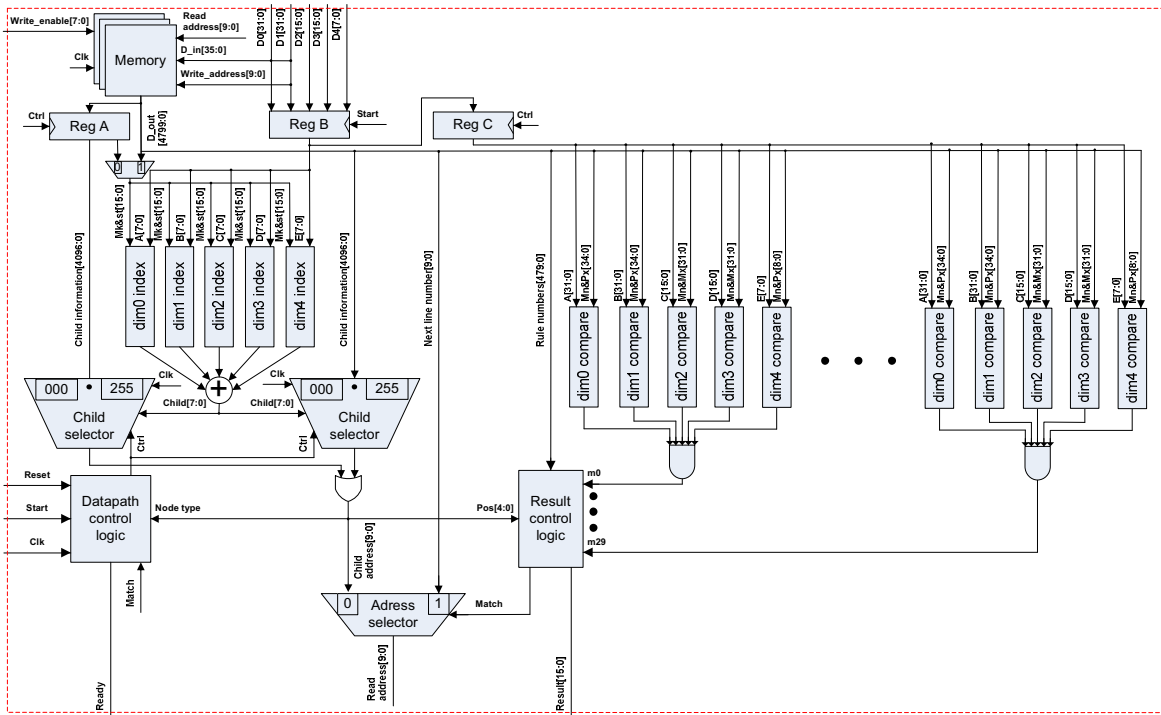 Write_enable[7:0]
Read
address[9:0]
D_in[35:0]
Clk
Memory
Write_address[9:0]
D0[31:0]
D1[31:0]
D2[15:0]
D3[15:0]
D4[7:0]
Ctrl
Reg A
D_out
[4799:0]
Reg B
Start
Reg C
Ctrl
0
1
Mk&st[15:0]
A[7:0]
Mk&st[15:0]
B[7:0]
Mk&st[15:0]
C[7:0]
Mk&st[15:0]
D[7:0]
Mk&st[15:0]
E[7:0]
dim0 index
dim1 index
dim2 index
dim3 index
dim4 index
Child information[4096:0]
Child information[4096:0]
Next line number[9:0]
Rule numbers[479:0]
A[31:0]
Mn&Px[34:0]
B[31:0]
Mn&Px[34:0]
C[15:0]
Mn&Mx[31:0]
D[15:0]
Mn&Mx[31:0]
E[7:0]
Mn&Px[8:0]
dim0 compare
dim1 compare
dim2 compare
dim3 compare
dim4 compare
A[31:0]
Mn&Px[34:0]
B[31:0]
Mn&Px[34:0]
C[15:0]
Mn&Mx[31:0]
D[15:0]
Mn&Mx[31:0]
E[7:0]
Mn&Px[8:0]
dim0 compare
dim1 compare
dim2 compare
dim3 compare
dim4 compare
000
255
Clk
Child
selector
+
Child[7:0]
Child[7:0]
Clk
000
255
Child
selector
Ctrl
Ctrl
Reset
Start
Clk
Datapath
control
logic
Node type
Pos[4:0]
Result
control
logic
m0
m29
Match
Child
address[9:0]
0
1
Adress
selector
Match
Ready
Read
address[9:0]
Result[15:0]